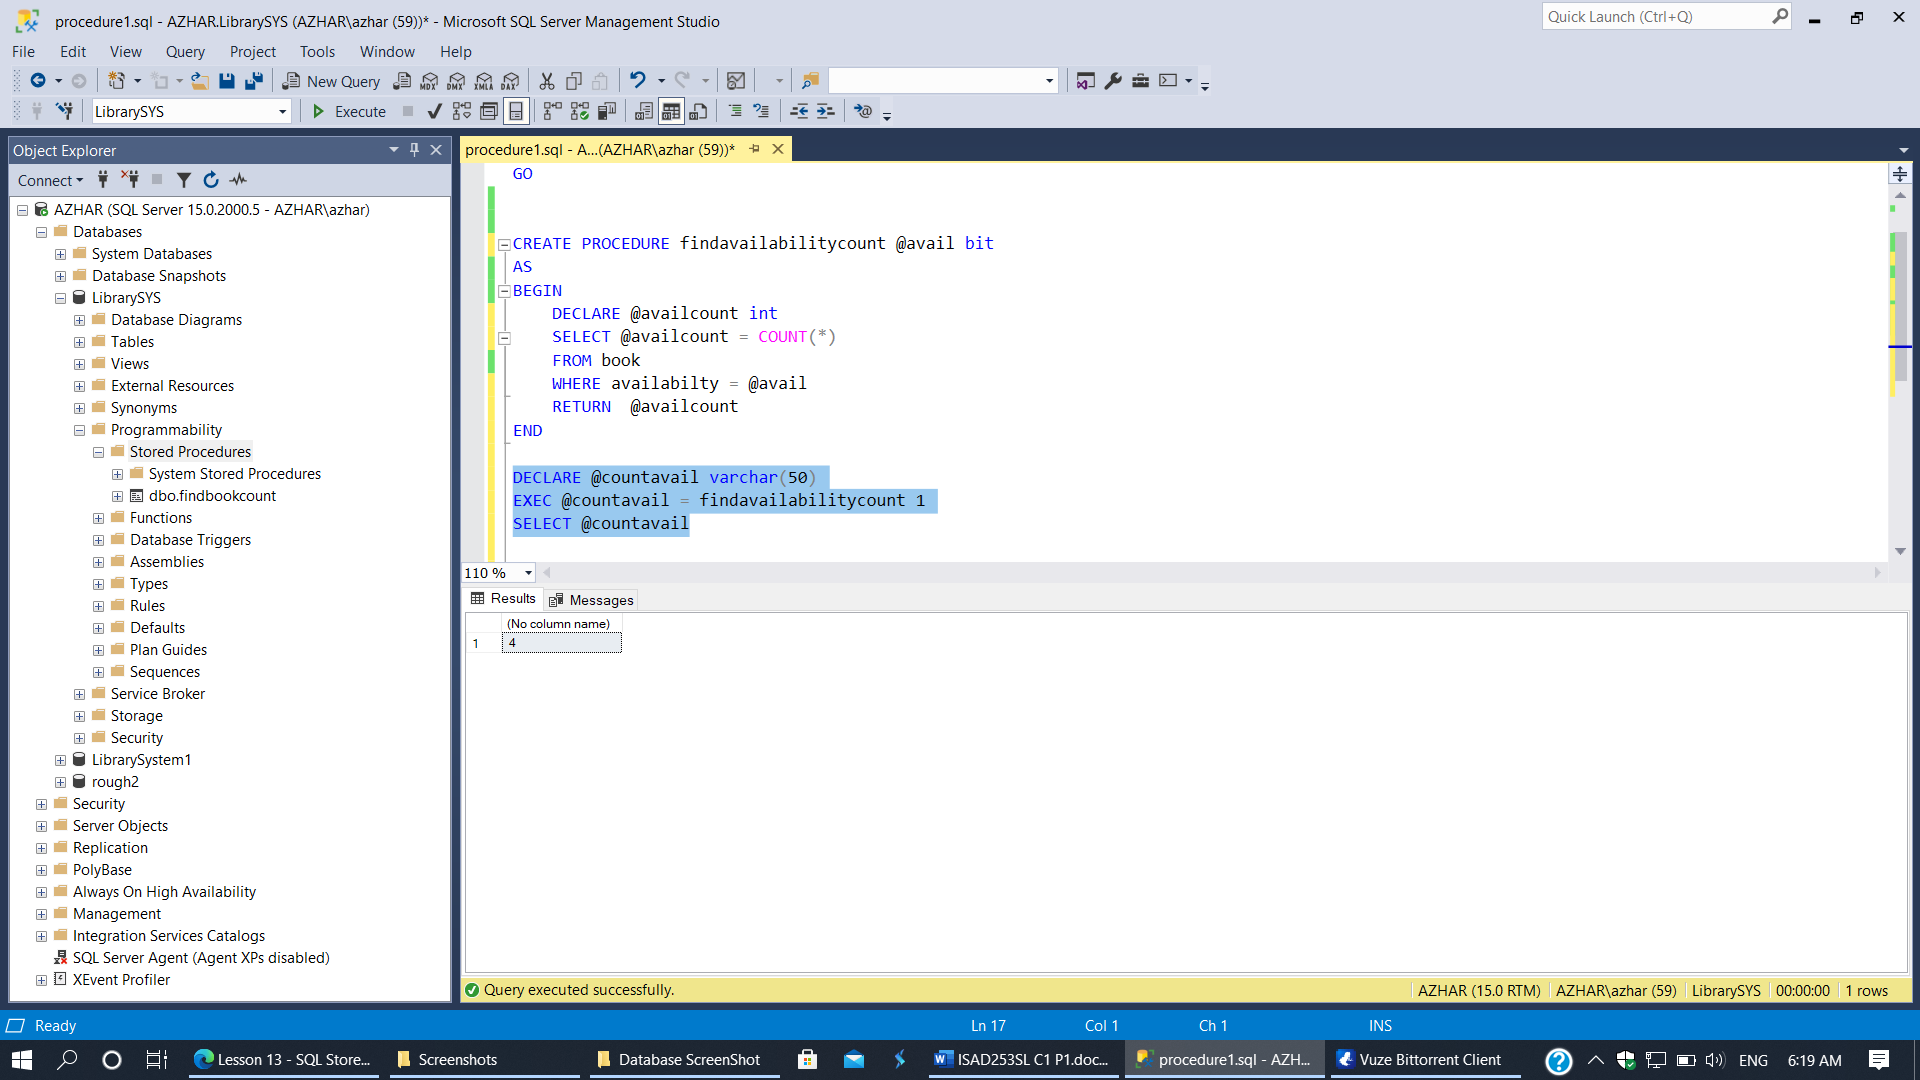 procedure1.sql - AZHAR.LibrarySYS (AZHAR\azhar (59))* - Microsoft SQL Server Management Studio
Quick Launch (Ctrl+Q)
File Edit View Query Project Tools Window Help
New Query MDX DMX XMLA DAX
LibrarySYS Execute
Object Explorer
Connect
AZHAR (SQL Server 15.0.2000.5 - AZHAR\azhar)
Databases
System Databases
Database Snapshots
LibrarySYS
Database Diagrams
Tables
Views
External Resources
Synonyms
Programmability
Stored Procedures
System Stored Procedures
dbo.findbookcount
Functions
Database Triggers
Assemblies
Types
Rules
Defaults
Plan Guides
Sequences
Service Broker
Storage
Security
LibrarySystem1
rough2
Security
Server Objects
Replication
PolyBase
Always On High Availability
Management
Integration Services Catalogs
SQL Server Agent (Agent XPs disabled)
XEvent Profiler
procedure1.sql - A...(AZHAR\azhar (59))*
GO
CREATE PROCEDURE findavailabilitycount @avail bit
AS
BEGIN
DECLARE @availcount int
SELECT @availcount = COUNT(*)
FROM book
WHERE availabilty = @avail
RETURN  @availcount
END
DECLARE @countavail varchar(50)
EXEC @countavail = findavailabilitycount 1
SELECT @countavail
110 %
Results Messages
(No column name)
1 4
Query executed successfully.
AZHAR (15.0 RTM) AZHAR\azhar (59) LibrarySYS 00:00:00 1 rows
Ready Ln 17 Col 1 Ch 1 INS
Lesson 13 - SQL Store... Screenshots Database ScreenShot ISAD253SL C1 P1.doc... procedure1.sql - AZH... Vuze Bittorrent Client ENG 6:19 AM